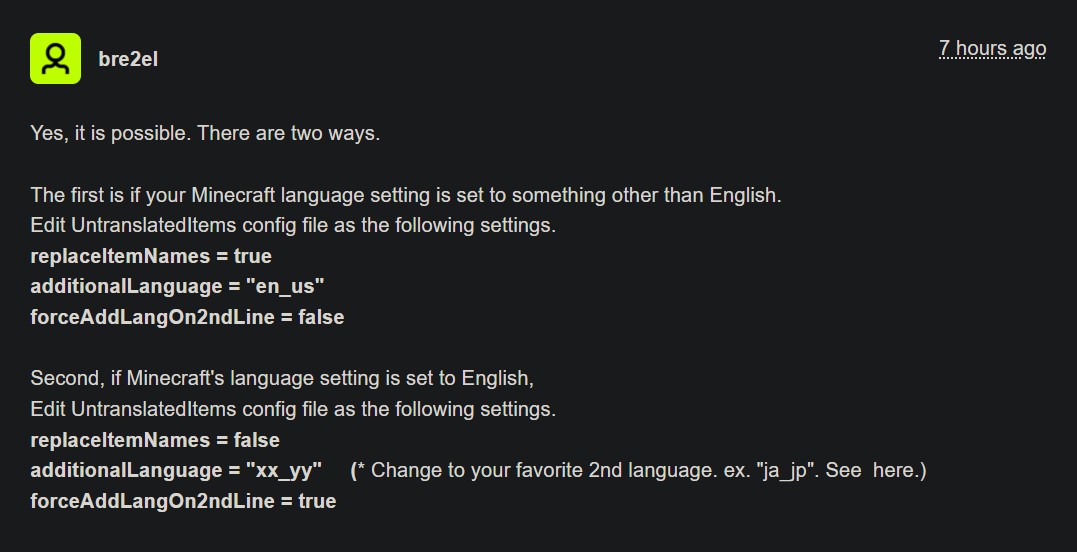 bre2el
7 hours ago
Yes, it is possible. There are two ways.
The first is if your Minecraft language setting is set to something other than English.
Edit UntranslatedItems config file as the following settings.
replaceItemNames = true
additionalLanguage = "en_us"
forceAddLangOn2ndLine = false
Second, if Minecraft's language setting is set to English,
Edit UntranslatedItems config file as the following settings.
replaceItemNames = false
additionalLanguage = "xx_yy"     (* Change to your favorite 2nd language. ex. "ja_jp". See  here.)
forceAddLangOn2ndLine = true